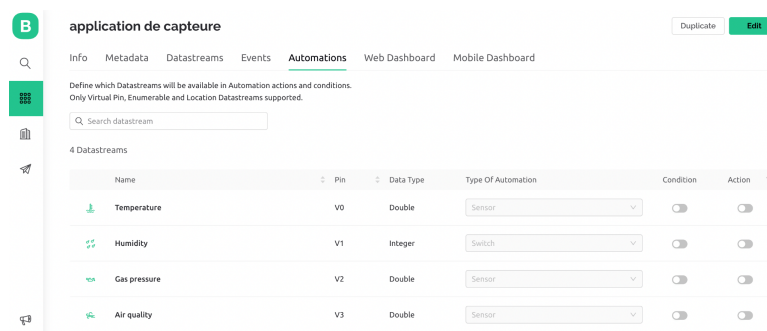 B
application de capteure
Duplicate
Edit
Info Metadata Datastreams Events Automations Web Dashboard Mobile Dashboard
Define which Datastreams will be available in Automation actions and conditions.
Only Virtual Pin, Enumerable and Location Datastreams supported.
Search datastream
4 Datastreams
Name Pin Data Type Type Of Automation Condition Action
Temperature V0 Double Sensor
Humidity V1 Integer Switch
Gas pressure V2 Double Sensor
Air quality V3 Double Sensor